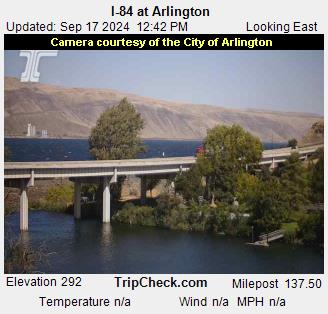 I-84 at Arlington
Updated: Sep 17 2024 12:42 PM Looking East
Camera courtesy of the City of Arlington
Elevation 292 TripCheck.com Milepost 137.50
Temperature n/a Wind n/a MPH n/a